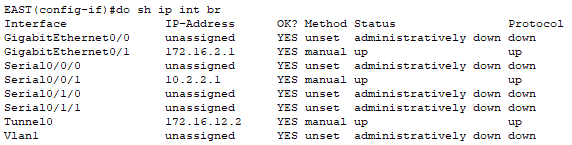 EAST(config-if)#do sh ip int br
Interface IP-Address OK? Method Status Protocol
GigabitEthernet0/0 unassigned YES unset administratively down down
GigabitEthernet0/1 172.16.2.1 YES manual up up
Serial0/0/0 unassigned YES unset administratively down down
Serial0/0/1 10.2.2.1 YES manual up up
Serial0/1/0 unassigned YES unset administratively down down
Serial0/1/1 unassigned YES unset administratively down down
Tunnel0 172.16.12.2 YES manual up up
Vlan1 unassigned YES unset administratively down down